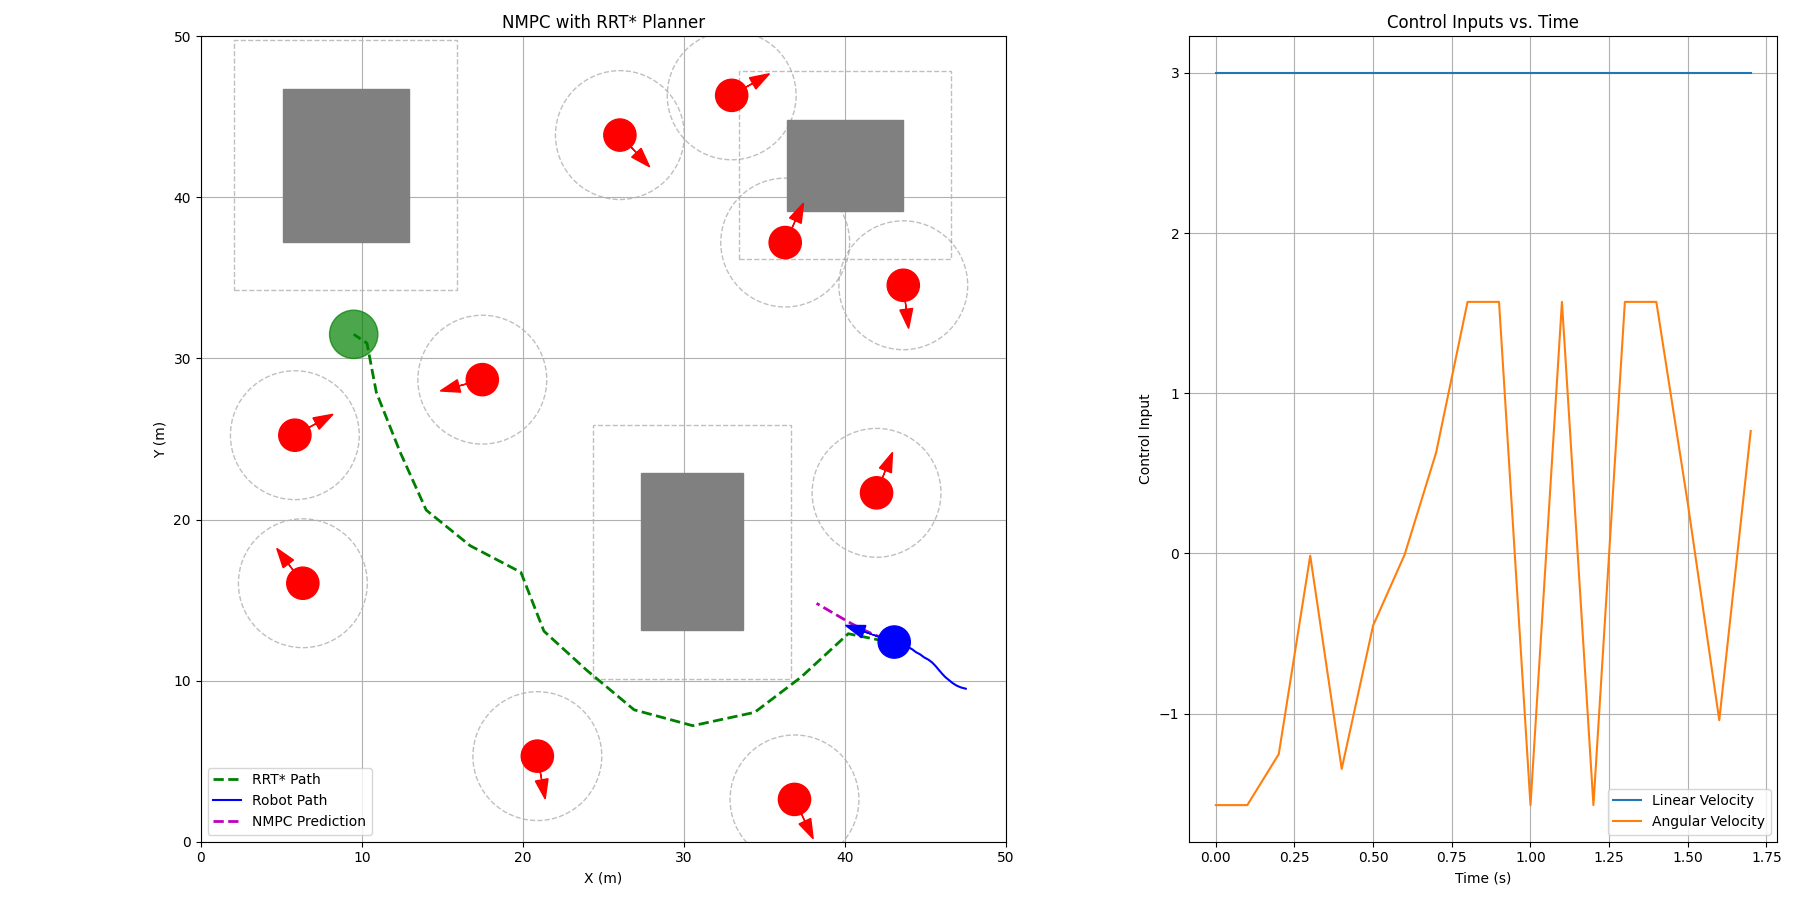 NMPC with RRT* Planner
50
40
30
20
10
0
Y (m)
0 10 20 30 40 50
X (m)
RRT* Path
Robot Path
NMPC Prediction
Control Inputs vs. Time
3
2
1
0
−1
Control Input
0.00 0.25 0.50 0.75 1.00 1.25 1.50 1.75
Time (s)
Linear Velocity
Angular Velocity